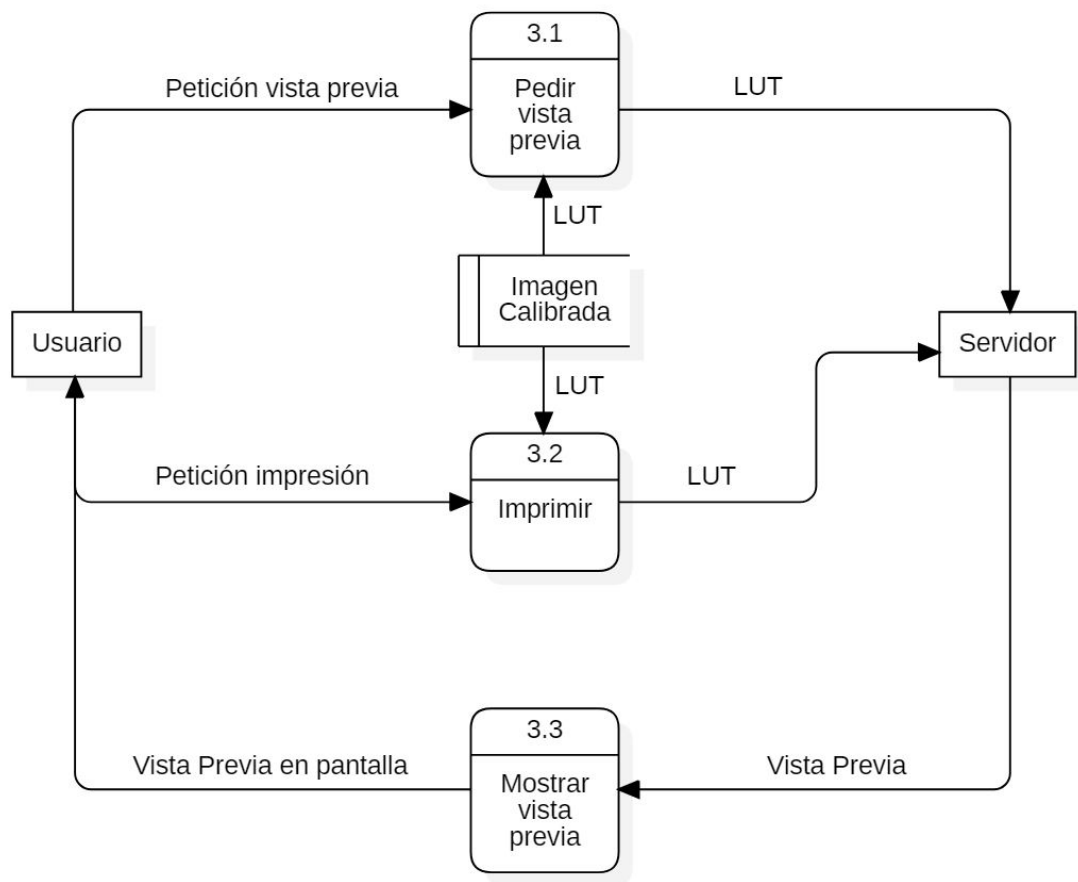 3.1
Petición vista previa
Pedir
vista
previa
LUT
LUT
Imagen
Calibrada
Usuario
Servidor
LUT
3.2
Petición impresión
Imprimir
LUT
3.3
Vista Previa en pantalla
Mostrar
vista
previa
Vista Previa